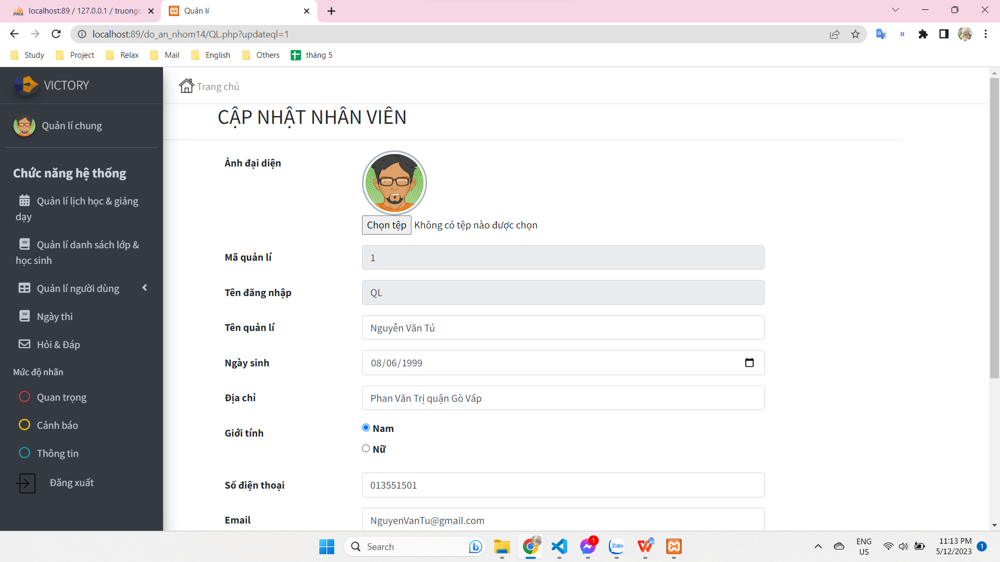 localhost:89 / 127.0.0.1 / truongc
Quản lí
localhost:89/do_an_nhom14/QL.php?updateql=1
Study
Project
Relax
Mail
English
Others
tháng 5
VICTORY
Trang chủ
Quản lí chung
Chức năng hệ thống
Quản lí lịch học & giảng
dạy
Quản lí danh sách lớp &
học sinh
Quản lí người dùng
Ngày thi
Hỏi & Đáp
Mức độ nhãn
Quan trọng
Cảnh báo
Thông tin
Đăng xuất
CẬP NHẬT NHÂN VIÊN
Ảnh đại diện
Chọn tệp Không có tệp nào được chọn
Mã quản lí
1
Tên đăng nhập
QL
Tên quản lí
Nguyễn Văn Tú
Ngày sinh
08/06/1999
Địa chỉ
Phan Văn Trị quận Gò Vấp
Giới tính
Nam
Nữ
Số điện thoại
013551501
Email
NguyenVanTu@gmail.com
Search
1
Zalo
ENG
US
11:13 PM
5/12/2023
1